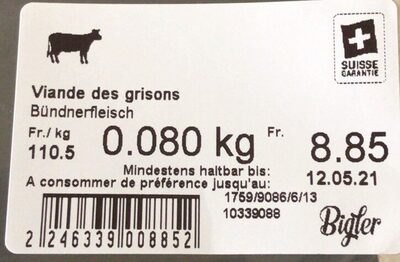 SUISSE
GARANTIE
Viande des grisons
Bündnerfleisch
Fr./kg 0.080 kg Fr. 8.85
110.5
Mindestens haltbar bis:
A consommer de préférence jusqu'au: 12.05.21
1759/9086/6/13
10339088
Bigler
2 246339 008852